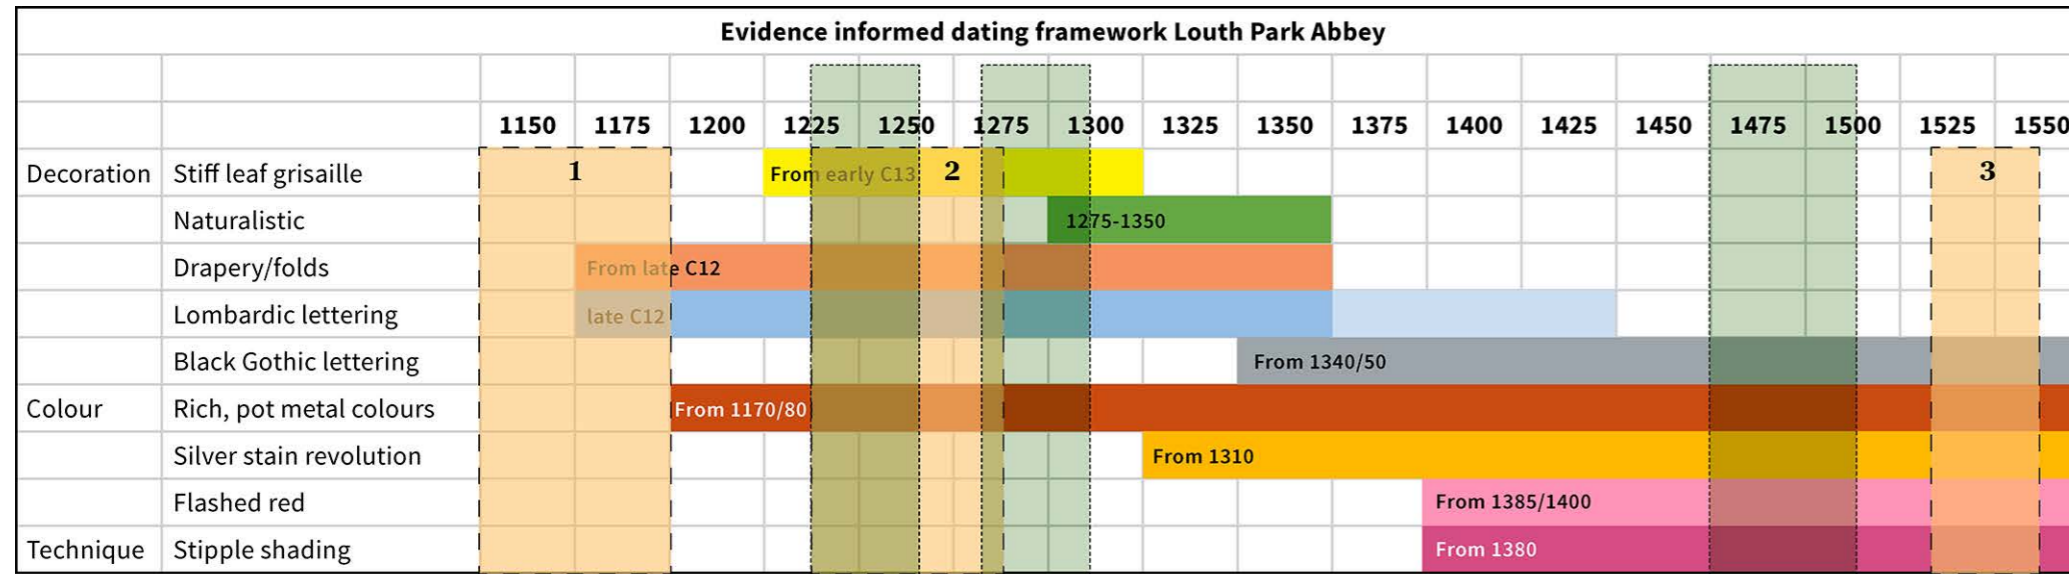 Evidence informed dating framework Louth Park Abbey
1150 1175 1200 1225 1250 1275 1300 1325 1350 1375 1400 1425 1450 1475 1500 1525 1550
Decoration Stiff leaf grisaille 1 From early C13 2 3
Naturalistic 1275-1350
Drapery/folds From late C12
Lombardic lettering late C12
Black Gothic lettering From 1340/50
Colour Rich, pot metal colours From 1170/80
Silver stain revolution From 1310
Flashed red From 1385/1400
Technique Stipple shading From 1380